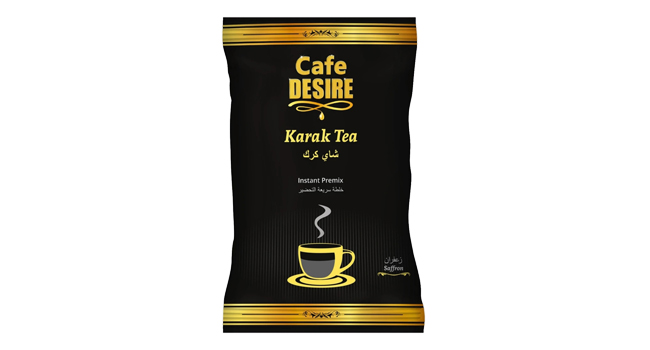 Cafe
DESIRE
Karak Tea
شاي كرك
Instant Premix
خلطة سريعة التحضير
زعفران
Saffron